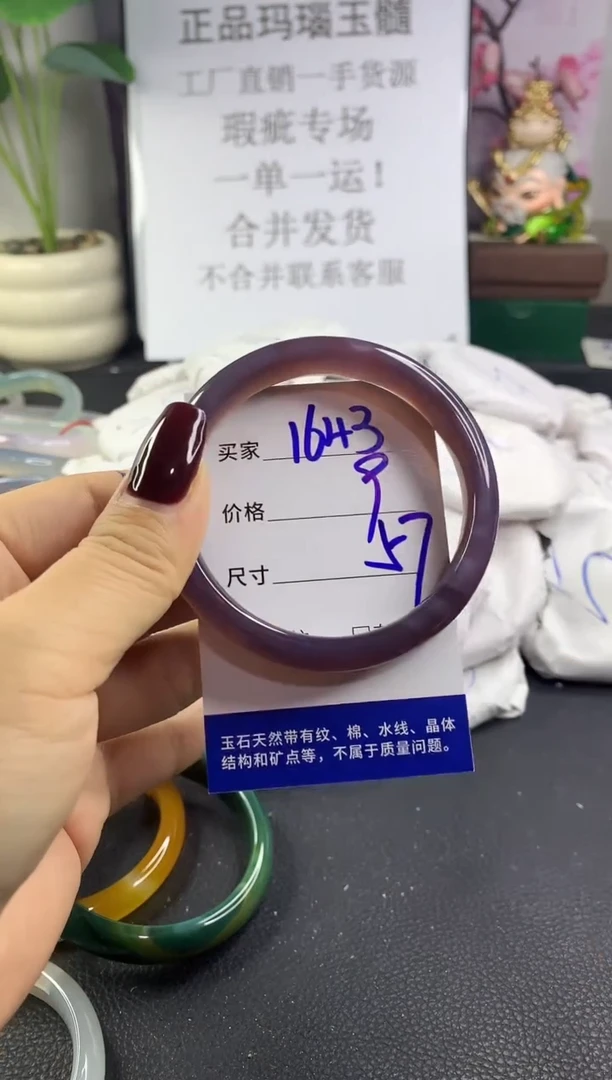 正品玛瑙玉髓
工厂直销一手货源
瑕疵专场
一单一运!
合并发货
不合并联系客服
买家 1643
号
价格
尺寸 57
玉石天然带有纹、棉、水线、晶体
结构和矿点等，不属于质量问题。